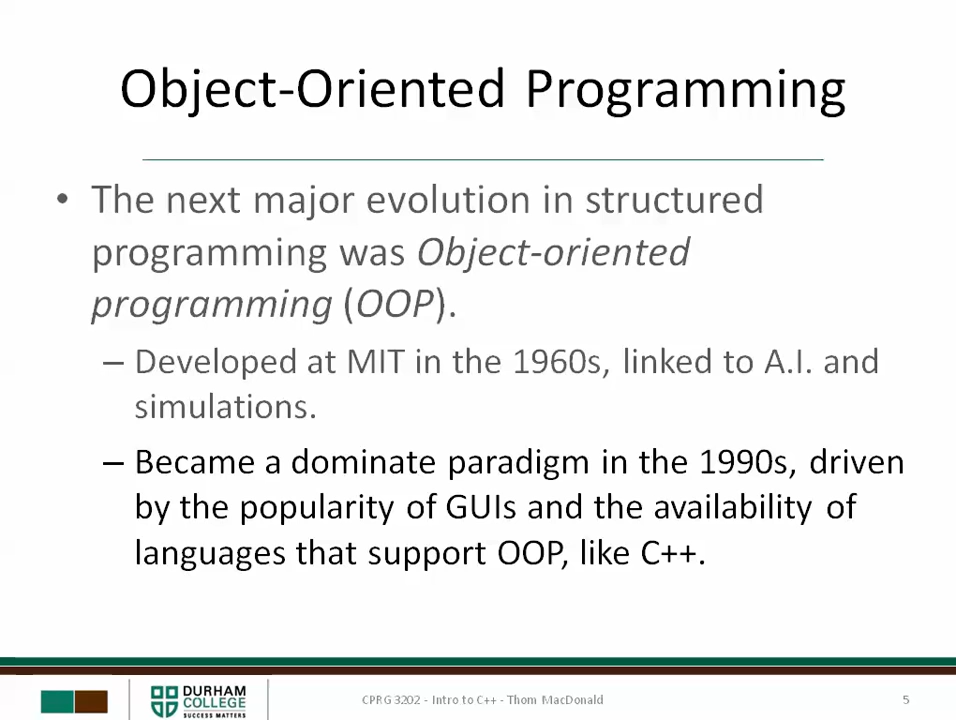 Object-Oriented Programming
• The next major evolution in structured
programming was Object-oriented
programming (OOP).
– Developed at MIT in the 1960s, linked to A.I. and
simulations.
– Became a dominate paradigm in the 1990s, driven
by the popularity of GUIs and the availability of
languages that support OOP, like C++.
DURHAM
COLLEGE
SUCCESS MATTERS
CPRG 3202 - Intro to C++ - Thom MacDonald
5